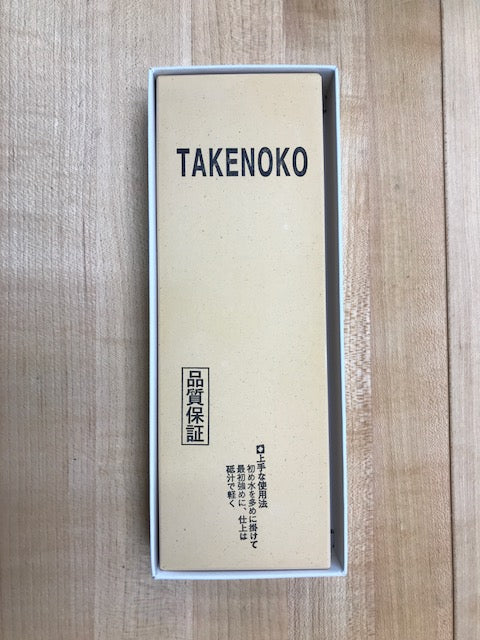 TAKENOKO
品質保証
✚上手な使用法
初め水を多めに掛けて
最初強めに、仕上は
砥汁で軽く